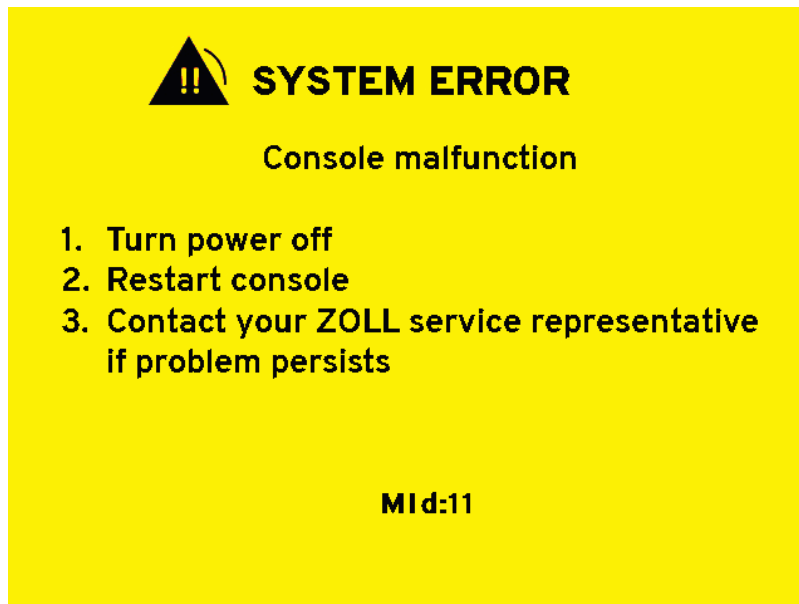 !!
SYSTEM ERROR
Console malfunction
1. Turn power off
2. Restart console
3. Contact your ZOLL service representative
if problem persists
MId:11